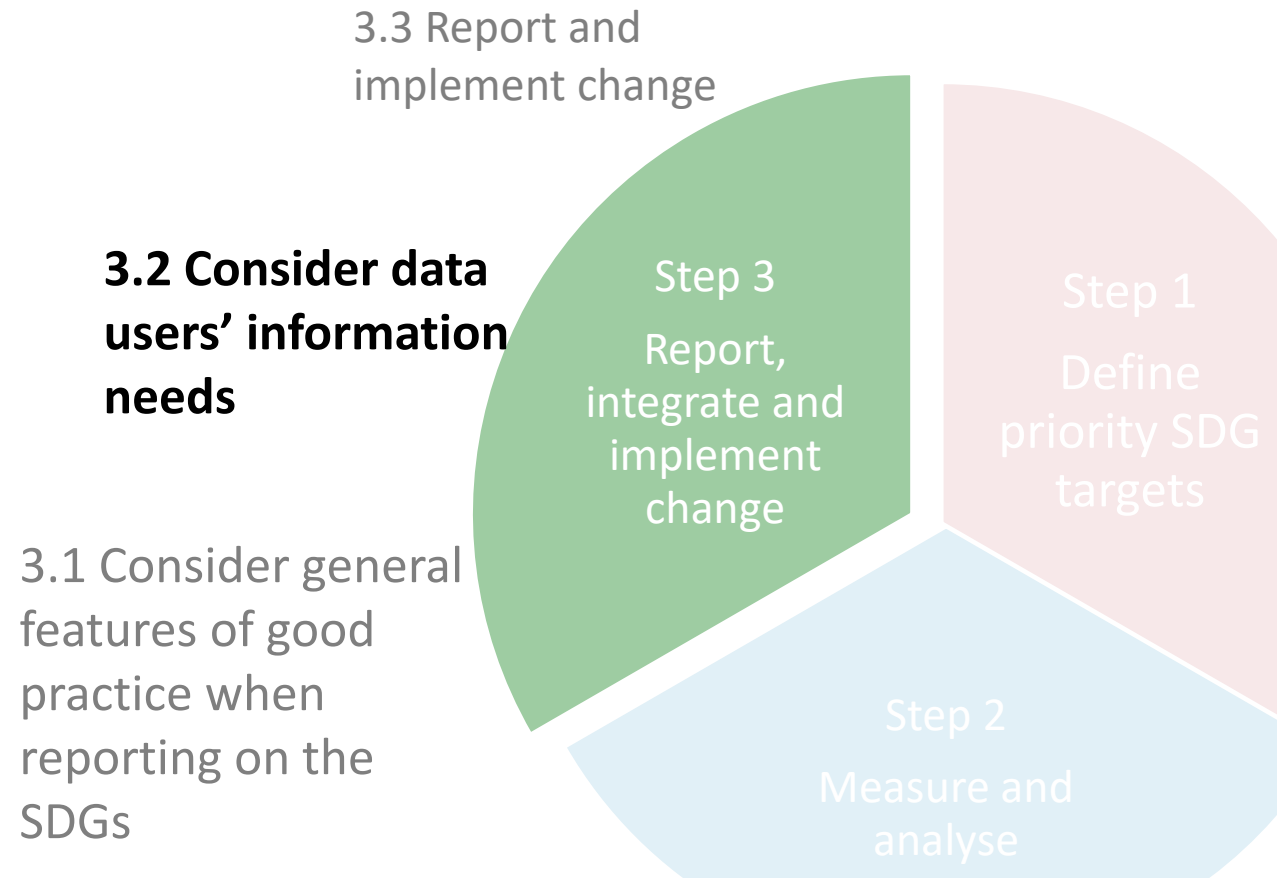 3.3 Report and
implement change
3.2 Consider data
users’ information
needs
3.1 Consider general
features of good
practice when
reporting on the
SDGs
Step 3
Report,
integrate and
implement
change
Step 1
Define
priority SDG
targets
Step 2
Measure and
analyse